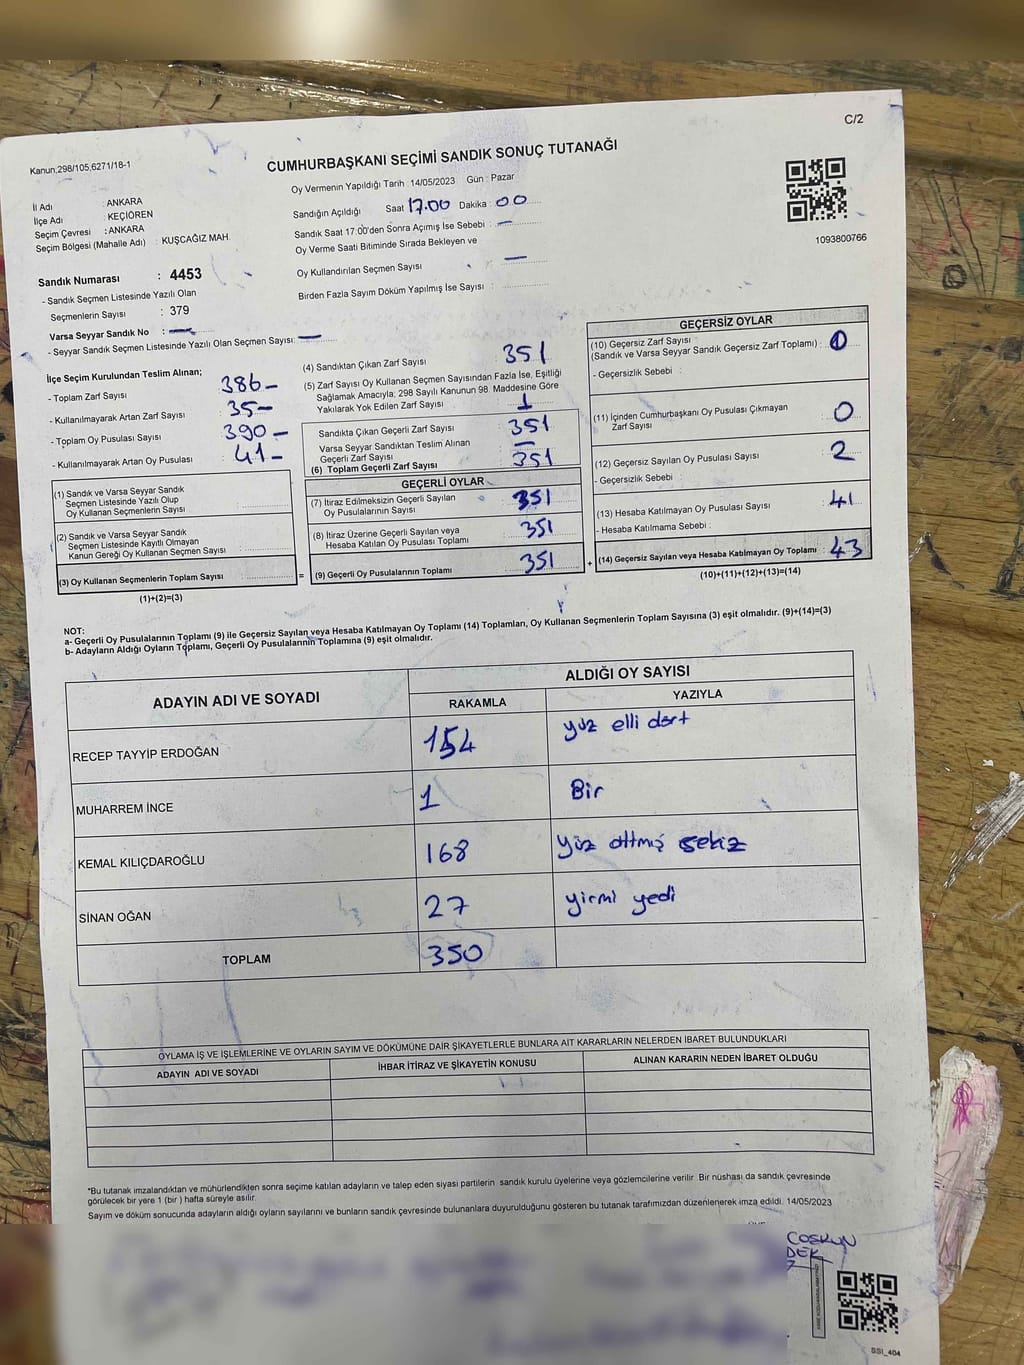 C/2
Kanun,298/105,6271/18-1
CUMHURBAŞKANI SEÇİMİ SANDIK SONUÇ TUTANAĞI
Oy Vermenin Yapıldığı Tarih :14/05/2023 Gün : Pazar
İl Adı : ANKARA
İlçe Adı : KEÇİÖREN
Seçim Çevresi : ANKARA
Seçim Bölgesi (Mahalle Adı) : KUŞCAĞIZ MAH.
Sandık Numarası : 4453
- Sandık Seçmen Listesinde Yazılı Olan
Seçmenlerin Sayısı : 379
Varsa Seyyar Sandık No : —
- Seyyar Sandık Seçmen Listesinde Yazılı Olan Seçmen Sayısı : —
Sandığın Açıldığı Saat 17.00 Dakika : 00
Sandık Saat 17.00'den Sonra Açımış İse Sebebi : —
Oy Verme Saati Bitiminde Sırada Bekleyen ve
Oy Kullandırılan Seçmen Sayısı : —
Birden Fazla Sayım Döküm Yapılmış İse Sayısı :
1093800766
İlçe Seçim Kurulundan Teslim Alınan;
- Toplam Zarf Sayısı : 386-
- Kullanılmayarak Artan Zarf Sayısı : 35-
- Toplam Oy Pusulası Sayısı : 390-
- Kullanılmayarak Artan Oy Pusulası : 41-
(4) Sandıktan Çıkan Zarf Sayısı 351
(5) Zarf Sayısı Oy Kullanan Seçmen Sayısından Fazla İse, Eşitliği
Sağlamak Amacıyla, 298 Sayılı Kanunun 98. Maddesine Göre
Yakılarak Yok Edilen Zarf Sayısı : 1
Sandıkta Çıkan Geçerli Zarf Sayısı : 351
Varsa Seyyar Sandıktan Teslim Alınan
Geçerli Zarf Sayısı : —
(6) Toplam Geçerli Zarf Sayısı 351
GEÇERSİZ OYLAR
(10) Geçersiz Zarf Sayısı
(Sandık ve Varsa Seyyar Sandık Geçersiz Zarf Toplamı) : 0
- Geçersizlik Sebebi :
(11) İçinden Cumhurbaşkanı Oy Pusulası Çıkmayan
Zarf Sayısı : 0
(12) Geçersiz Sayılan Oy Pusulası Sayısı : 2
- Geçersizlik Sebebi :
(13) Hesaba Katılmayan Oy Pusulası Sayısı : 41
- Hesaba Katılmama Sebebi :
(14) Geçersiz Sayılan veya Hesaba Katılmayan Oy Toplamı : 43
(10)+(11)+(12)+(13)=(14)
(1) Sandık ve Varsa Seyyar Sandık
Seçmen Listesinde Yazılı Olup
Oy Kullanan Seçmenlerin Sayısı :
(2) Sandık ve Varsa Seyyar Sandık
Seçmen Listesinde Kayıtlı Olmayan
Kanun Gereği Oy Kullanan Seçmen Sayısı :
(3) Oy Kullanan Seçmenlerin Toplam Sayısı :
(1)+(2)=(3)
=
GEÇERLİ OYLAR
(7) İtiraz Edilmeksizin Geçerli Sayılan
Oy Pusulalarının Sayısı : 351
(8) İtiraz Üzerine Geçerli Sayılan veya
Hesaba Katılan Oy Pusulası Toplamı : 351
(9) Geçerli Oy Pusulalarının Toplamı : 351
+
NOT:
a- Geçerli Oy Pusulalarının Toplamı (9) ile Geçersiz Sayılan veya Hesaba Katılmayan Oy Toplamı (14) Toplamları, Oy Kullanan Seçmenlerin Toplam Sayısına (3) eşit olmalıdır. (9)+(14)=(3)
b- Adayların Aldığı Oyların Toplamı, Geçerli Oy Pusulalarının Toplamına (9) eşit olmalıdır.
ADAYIN ADI VE SOYADI ALDIĞI OY SAYISI
RAKAMLA YAZIYLA
RECEP TAYYİP ERDOĞAN 154 yüz elli dört
MUHARREM İNCE 1 Bir
KEMAL KILIÇDAROĞLU 168 yüz altmış sekiz
SİNAN OĞAN 27 yirmi yedi
TOPLAM 350
OYLAMA İŞ VE İŞLEMLERİNE VE OYLARIN SAYIM VE DÖKÜMÜNE DAİR ŞİKAYETLERLE BUNLARA AİT KARARLARIN NELERDEN İBARET BULUNDUKLARI
ADAYIN ADI VE SOYADI İHBAR İTİRAZ VE ŞİKAYETİN KONUSU ALINAN KARARIN NEDEN İBARET OLDUĞU
*Bu tutanak imzalandıktan ve mühürlendikten sonra seçime katılan adayların ve talep eden siyasi partilerin sandık kurulu üyelerine veya gözlemcilerine verilir. Bir nüshası da sandık çevresinde
görülecek bir yere 1 (bir ) hafta süreyle asılır.
Sayım ve döküm sonucunda adayların aldığı oyların sayılarını ve bunların sandık çevresinde bulunanlara duyurulduğunu gösteren bu tutanak tarafımızdan düzenlenerek imza edildi. 14/05/2023
COŞKUN
DEK
SSI_404